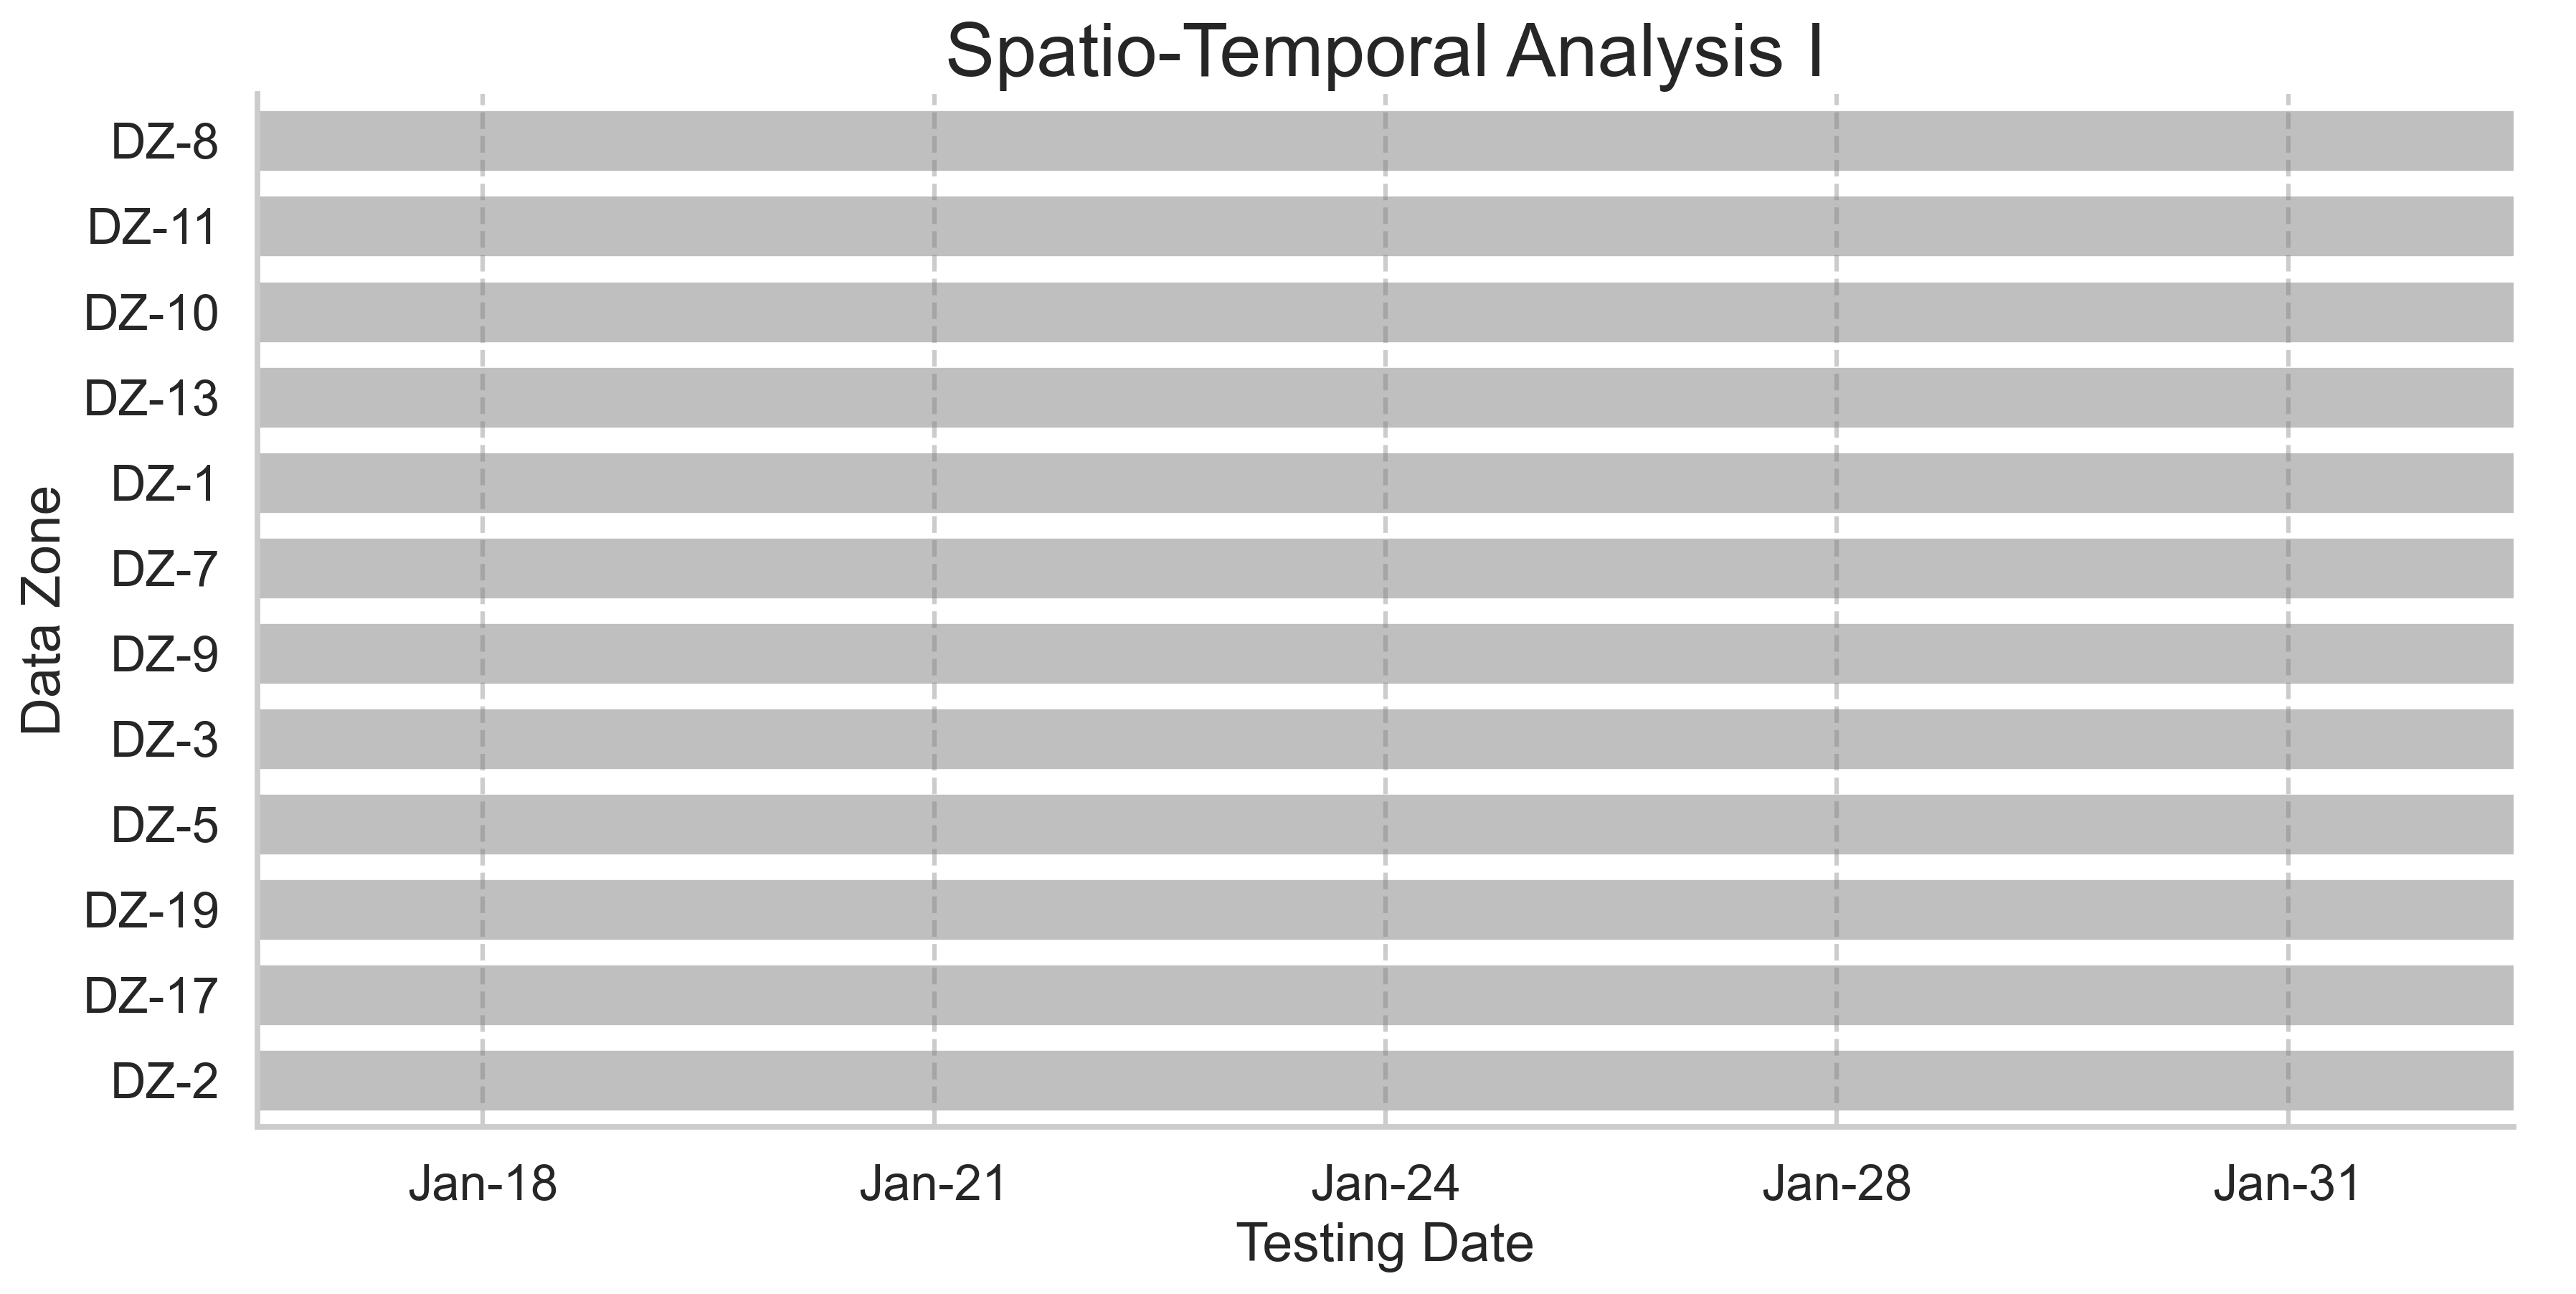 Spatio-Temporal Analysis I
DZ-8
DZ-11
DZ-10
DZ-13
DZ-1
DZ-7
DZ-9
DZ-3
DZ-5
DZ-19
DZ-17
DZ-2
Data Zone
Jan-18 Jan-21 Jan-24 Jan-28 Jan-31
Testing Date